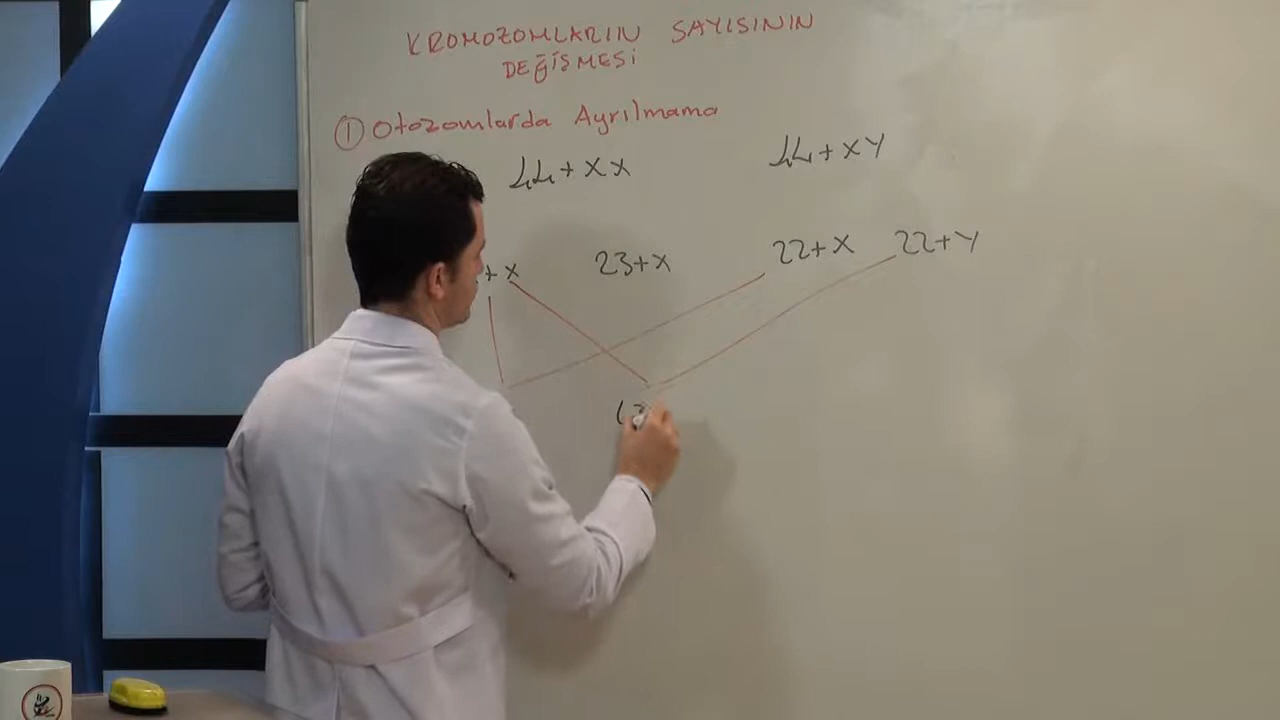 KROMOZOMLARIN SAYISININ
DEĞİŞMESİ
① Otozomlarda Ayrılmama
44+XX 44+XY
+X 23+X 22+X 22+Y